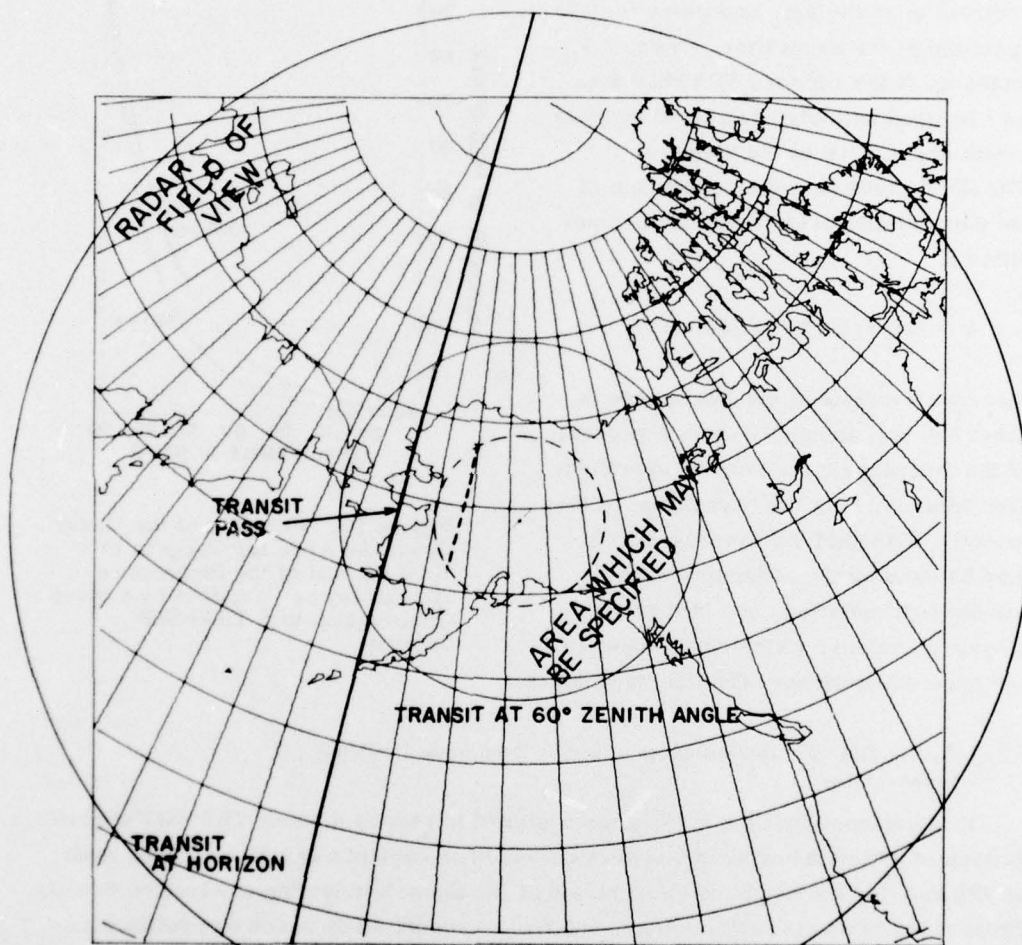 RADAR
FIELD OF
VIEW
TRANSIT
PASS
AREA WHICH MAY
BE SPECIFIED
TRANSIT AT 60° ZENITH ANGLE
TRANSIT
AT HORIZON